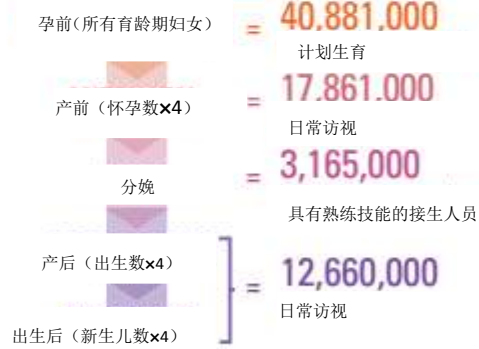 孕前(所有育龄期妇女) = 40,881,000
计划生育
产前（怀孕数×4） = 17,861,000
日常访视
分娩 = 3,165,000
具有熟练技能的接生人员
产后（出生数×4）
= 12,660,000
日常访视
出生后（新生儿数×4）